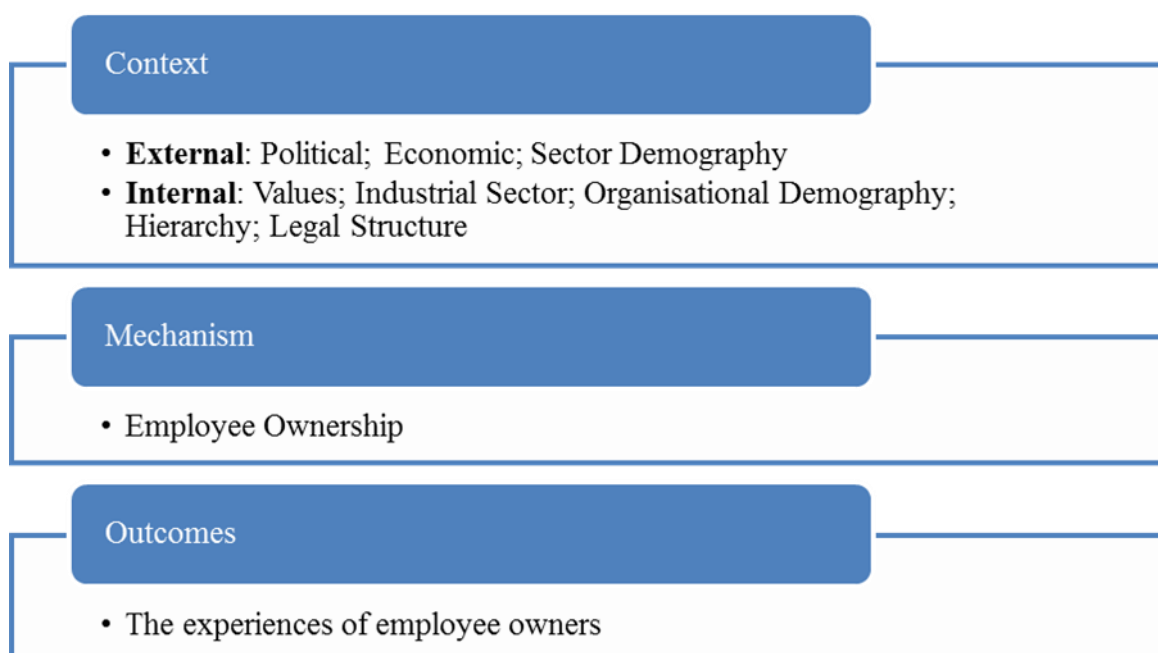 Context
• External: Political; Economic; Sector Demography
• Internal: Values; Industrial Sector; Organisational Demography;
Hierarchy; Legal Structure
Mechanism
• Employee Ownership
Outcomes
• The experiences of employee owners